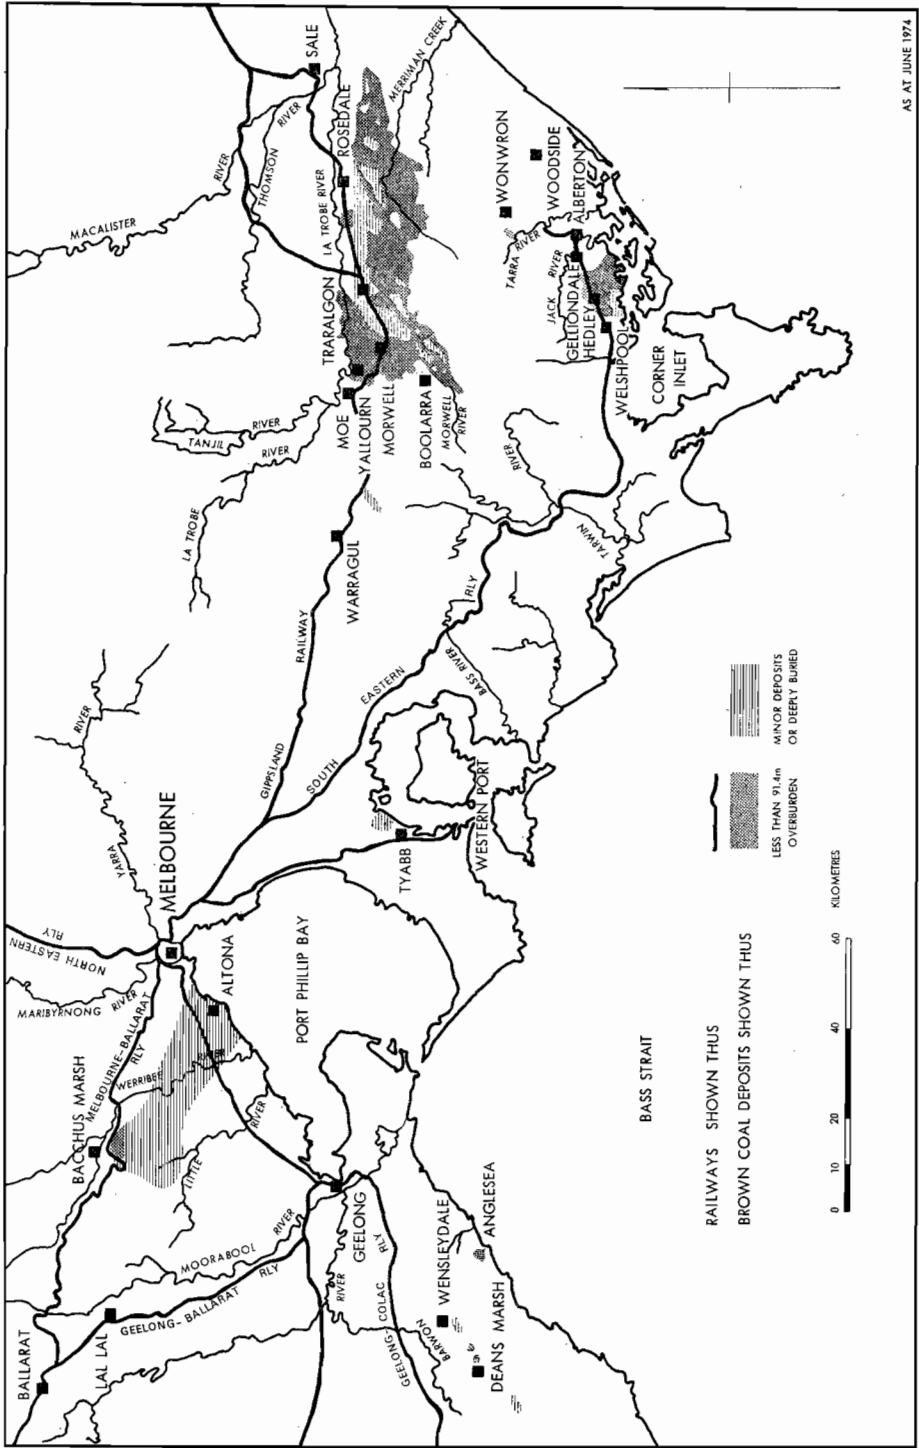 BALLARAT
LAL LAL
BACCHUS MARSH
MELBOURNE-BALLARAT
RLY
MARIBYRNONG
RIVER
NORTH EASTERN
RLY
YARRA
RIVER
MELBOURNE
WERRIBEE
RIVER
ALTONA
LITTLE
RIVER
MOORABOOL
RIVER
GEELONG-BALLARAT RLY
GEELONG
PORT PHILLIP BAY
RIVER
BARWON
GEELONG-COLAC RLY
WENSLEYDALE
DEANS MARSH
ANGLESEA
TYABB
WESTERN PORT
GIPPSLAND RAILWAY
SOUTH EASTERN RLY
BASS RIVER
WARRAGUL
LA TROBE
RIVER
TANJIL
RIVER
MOE
YALLOURN
MORWELL
TRARALGON
BOOLARRA
MORWELL
RIVER
LA TROBE RIVER
ROSEDALE
SALE
MACALISTER
RIVER
THOMSON
RIVER
MERRIMAN CREEK
WONWRON
WOODSIDE
ALBERTON
TARRA RIVER
JACK
RIVER
GELLIONDALE
HEDLEY
WELSHPOOL
CORNER
INLET
RIVER
TARWIN
BASS STRAIT
RAILWAYS SHOWN THUS
BROWN COAL DEPOSITS SHOWN THUS
LESS THAN 91.4m
OVERBURDEN
MINOR DEPOSITS
OR DEEPLY BURIED
0 10 20 40 60 KILOMETRES
AS AT JUNE 1974